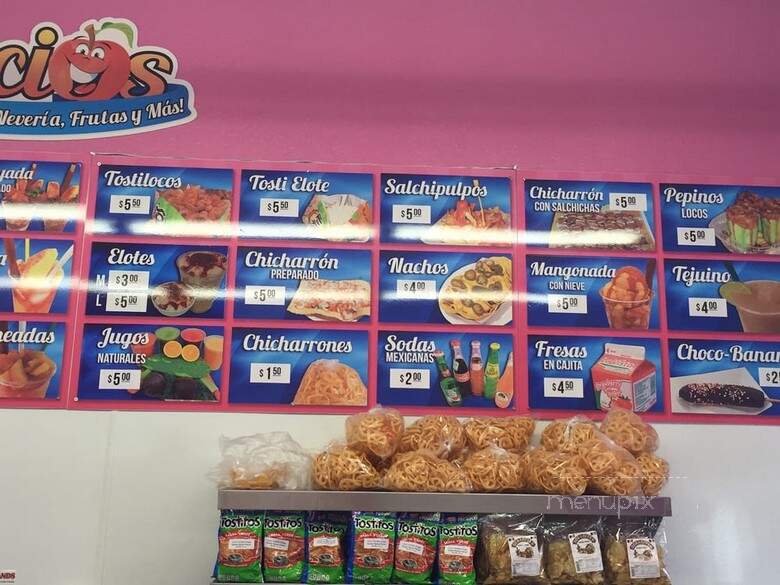 cios
Nevería, Frutas y Más!
Tostilocos
$5.50
Tosti Elote
$5.50
Salchipulpos
$5.00
Chicharrón
CON SALCHICHAS $5.00
Pepinos
LOCOS
$5.00
Elotes
M $3.00
L $5.00
Chicharrón
PREPARADO
$5.00
Nachos
$4.00
Mangonada
CON NIEVE
$5.00
Tejuino
$4.00
Jugos
NATURALES
$5.00
Chicharrones
$1.50
Sodas
MEXICANAS
$2.00
Fresas
EN CAJITA
$4.50
Choco-Banan
Tostitos Tostitos Tostitos Tostitos Tostitos Tostitos
menupix